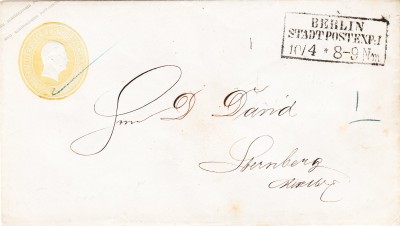 BERLIN
STADTPOSTEXP.I
10/4 * 8-9 Nm
Herrn D David
Sternberg